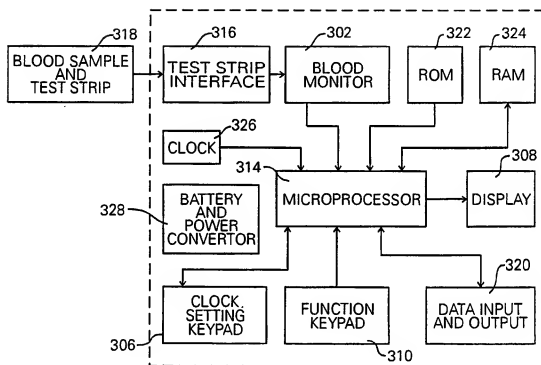 318
316
302
322
324
BLOOD SAMPLE
AND
TEST STRIP
TEST STRIP
INTERFACE
BLOOD
MONITOR
ROM
RAM
326
CLOCK
314
308
MICROPROCESSOR
DISPLAY
328
BATTERY
AND
POWER
CONVERTOR
320
CLOCK
SETTING
KEYPAD
FUNCTION
KEYPAD
DATA INPUT
AND OUTPUT
306
310